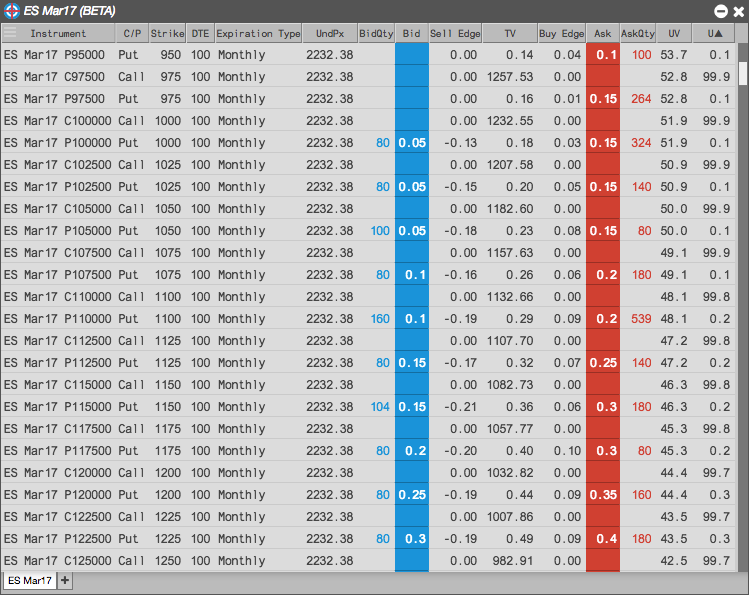 ES Mar17 (BETA)
Instrument C/P Strike DTE Expiration Type UndPx BidQty Bid Sell Edge TV Buy Edge Ask AskQty UV U▲
ES Mar17 P95000 Put 950 100 Monthly 2232.38 0.00 0.14 0.04 0.1 100 53.7 0.1
ES Mar17 C97500 Call 975 100 Monthly 2232.38 0.00 1257.53 0.00 52.8 99.9
ES Mar17 P97500 Put 975 100 Monthly 2232.38 0.00 0.16 0.01 0.15 264 52.8 0.1
ES Mar17 C100000 Call 1000 100 Monthly 2232.38 0.00 1232.55 0.00 51.9 99.9
ES Mar17 P100000 Put 1000 100 Monthly 2232.38 80 0.05 -0.13 0.18 0.03 0.15 324 51.9 0.1
ES Mar17 C102500 Call 1025 100 Monthly 2232.38 0.00 1207.58 0.00 50.9 99.9
ES Mar17 P102500 Put 1025 100 Monthly 2232.38 80 0.05 -0.15 0.20 0.05 0.15 140 50.9 0.1
ES Mar17 C105000 Call 1050 100 Monthly 2232.38 0.00 1182.60 0.00 50.0 99.9
ES Mar17 P105000 Put 1050 100 Monthly 2232.38 100 0.05 -0.18 0.23 0.08 0.15 80 50.0 0.1
ES Mar17 C107500 Call 1075 100 Monthly 2232.38 0.00 1157.63 0.00 49.1 99.9
ES Mar17 P107500 Put 1075 100 Monthly 2232.38 80 0.1 -0.16 0.26 0.06 0.2 180 49.1 0.1
ES Mar17 C110000 Call 1100 100 Monthly 2232.38 0.00 1132.66 0.00 48.1 99.8
ES Mar17 P110000 Put 1100 100 Monthly 2232.38 160 0.1 -0.19 0.29 0.09 0.2 539 48.1 0.2
ES Mar17 C112500 Call 1125 100 Monthly 2232.38 0.00 1107.70 0.00 47.2 99.8
ES Mar17 P112500 Put 1125 100 Monthly 2232.38 80 0.15 -0.17 0.32 0.07 0.25 140 47.2 0.2
ES Mar17 C115000 Call 1150 100 Monthly 2232.38 0.00 1082.73 0.00 46.3 99.8
ES Mar17 P115000 Put 1150 100 Monthly 2232.38 104 0.15 -0.21 0.36 0.06 0.3 180 46.3 0.2
ES Mar17 C117500 Call 1175 100 Monthly 2232.38 0.00 1057.77 0.00 45.3 99.8
ES Mar17 P117500 Put 1175 100 Monthly 2232.38 80 0.2 -0.20 0.40 0.10 0.3 80 45.3 0.2
ES Mar17 C120000 Call 1200 100 Monthly 2232.38 0.00 1032.82 0.00 44.4 99.7
ES Mar17 P120000 Put 1200 100 Monthly 2232.38 80 0.25 -0.19 0.44 0.09 0.35 160 44.4 0.3
ES Mar17 C122500 Call 1225 100 Monthly 2232.38 0.00 1007.86 0.00 43.5 99.7
ES Mar17 P122500 Put 1225 100 Monthly 2232.38 80 0.3 -0.19 0.49 0.09 0.4 180 43.5 0.3
ES Mar17 C125000 Call 1250 100 Monthly 2232.38 0.00 982.91 0.00 42.5 99.7
ES Mar17 +